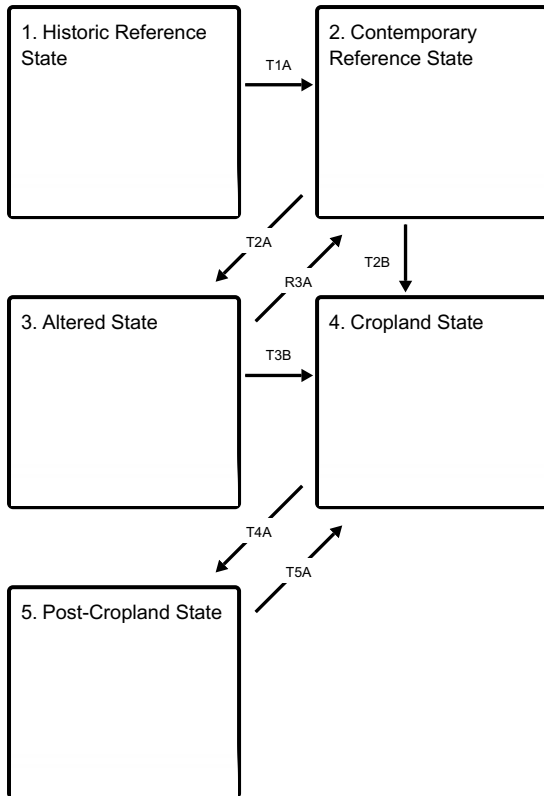 1. Historic Reference
State
T1A
2. Contemporary
Reference State
T2A
R3A
T2B
3. Altered State
T3B
4. Cropland State
T4A
T5A
5. Post-Cropland State